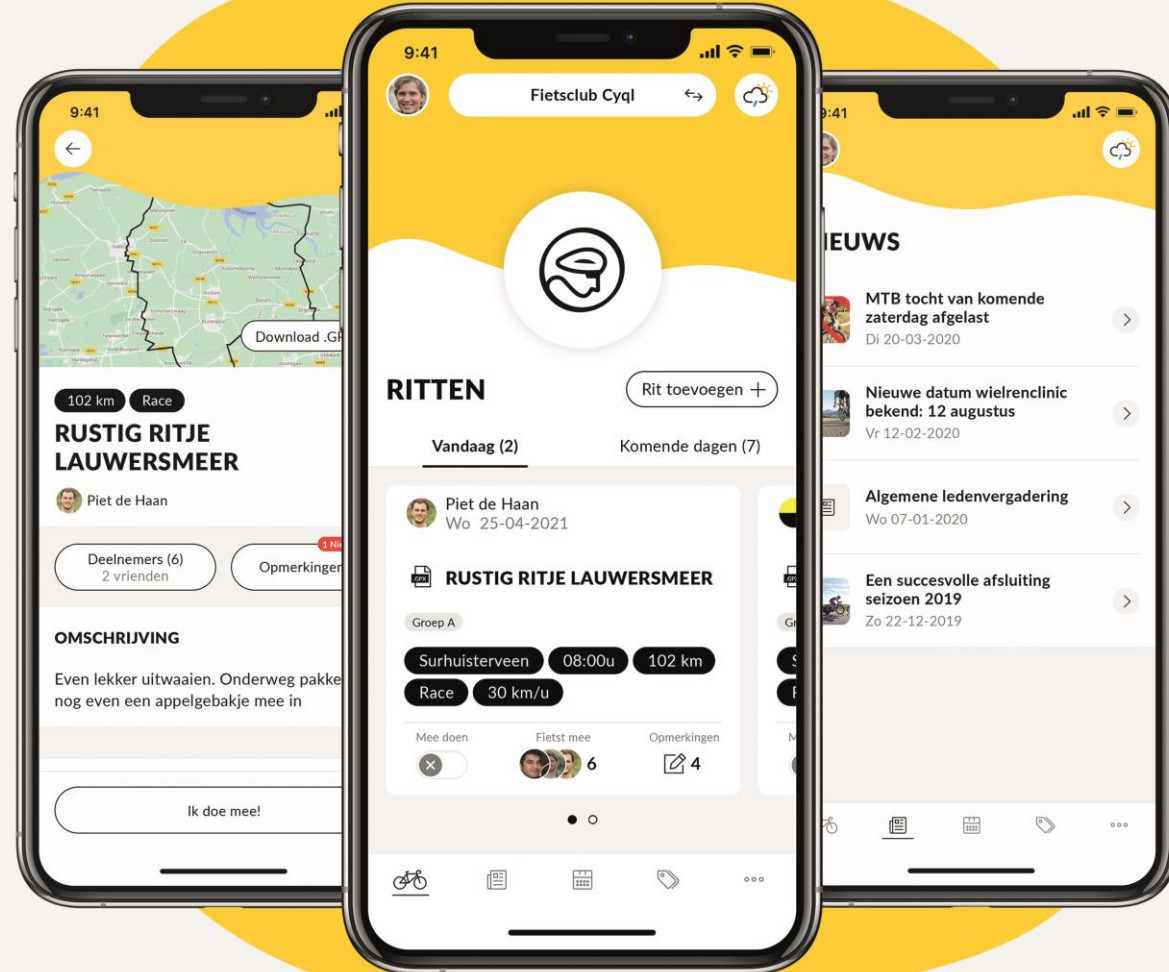 9:41
Download .GP
102 km Race
RUSTIG RITJE
LAUWERSMEER
Piet de Haan
Deelnemers (6)
2 vrienden
1 Nie
Opmerkingen
OMSCHRIJVING
Even lekker uitwaaien. Onderweg pakke
nog even een appelgebakje mee in
Ik doe mee!
9:41
Fietsclub Cyql
RITTEN
Rit toevoegen +
Vandaag (2)
Komende dagen (7)
Piet de Haan
Wo 25-04-2021
GPX
RUSTIG RITJE LAUWERSMEER
Groep A
Surhuisterveen 08:00u 102 km
Race 30 km/u
Mee doen
Fietst mee
Opmerkingen
6
4
9:41
IEUWS
MTB tocht van komende
zaterdag afgelast
Di 20-03-2020
Nieuwe datum wielrenclinic
bekend: 12 augustus
Vr 12-02-2020
Algemene ledenvergadering
Wo 07-01-2020
Een succesvolle afsluiting
seizoen 2019
Zo 22-12-2019